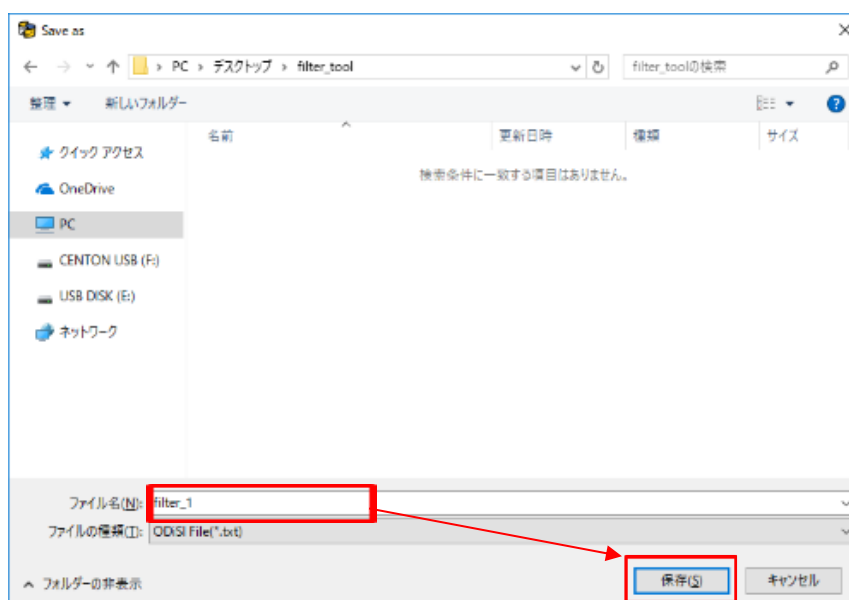 Save as
PC › デスクトップ › filter_tool
filter_toolの検索
整理 新しいフォルダー
名前 更新日時 種類 サイズ
検索条件に一致する項目はありません。
クイック アクセス
OneDrive
PC
CENTON USB (F:)
USB DISK (E:)
ネットワーク
ファイル名(N): filter_1
ファイルの種類(T): ODiSI File(*.txt)
フォルダーの非表示
保存(S) キャンセル